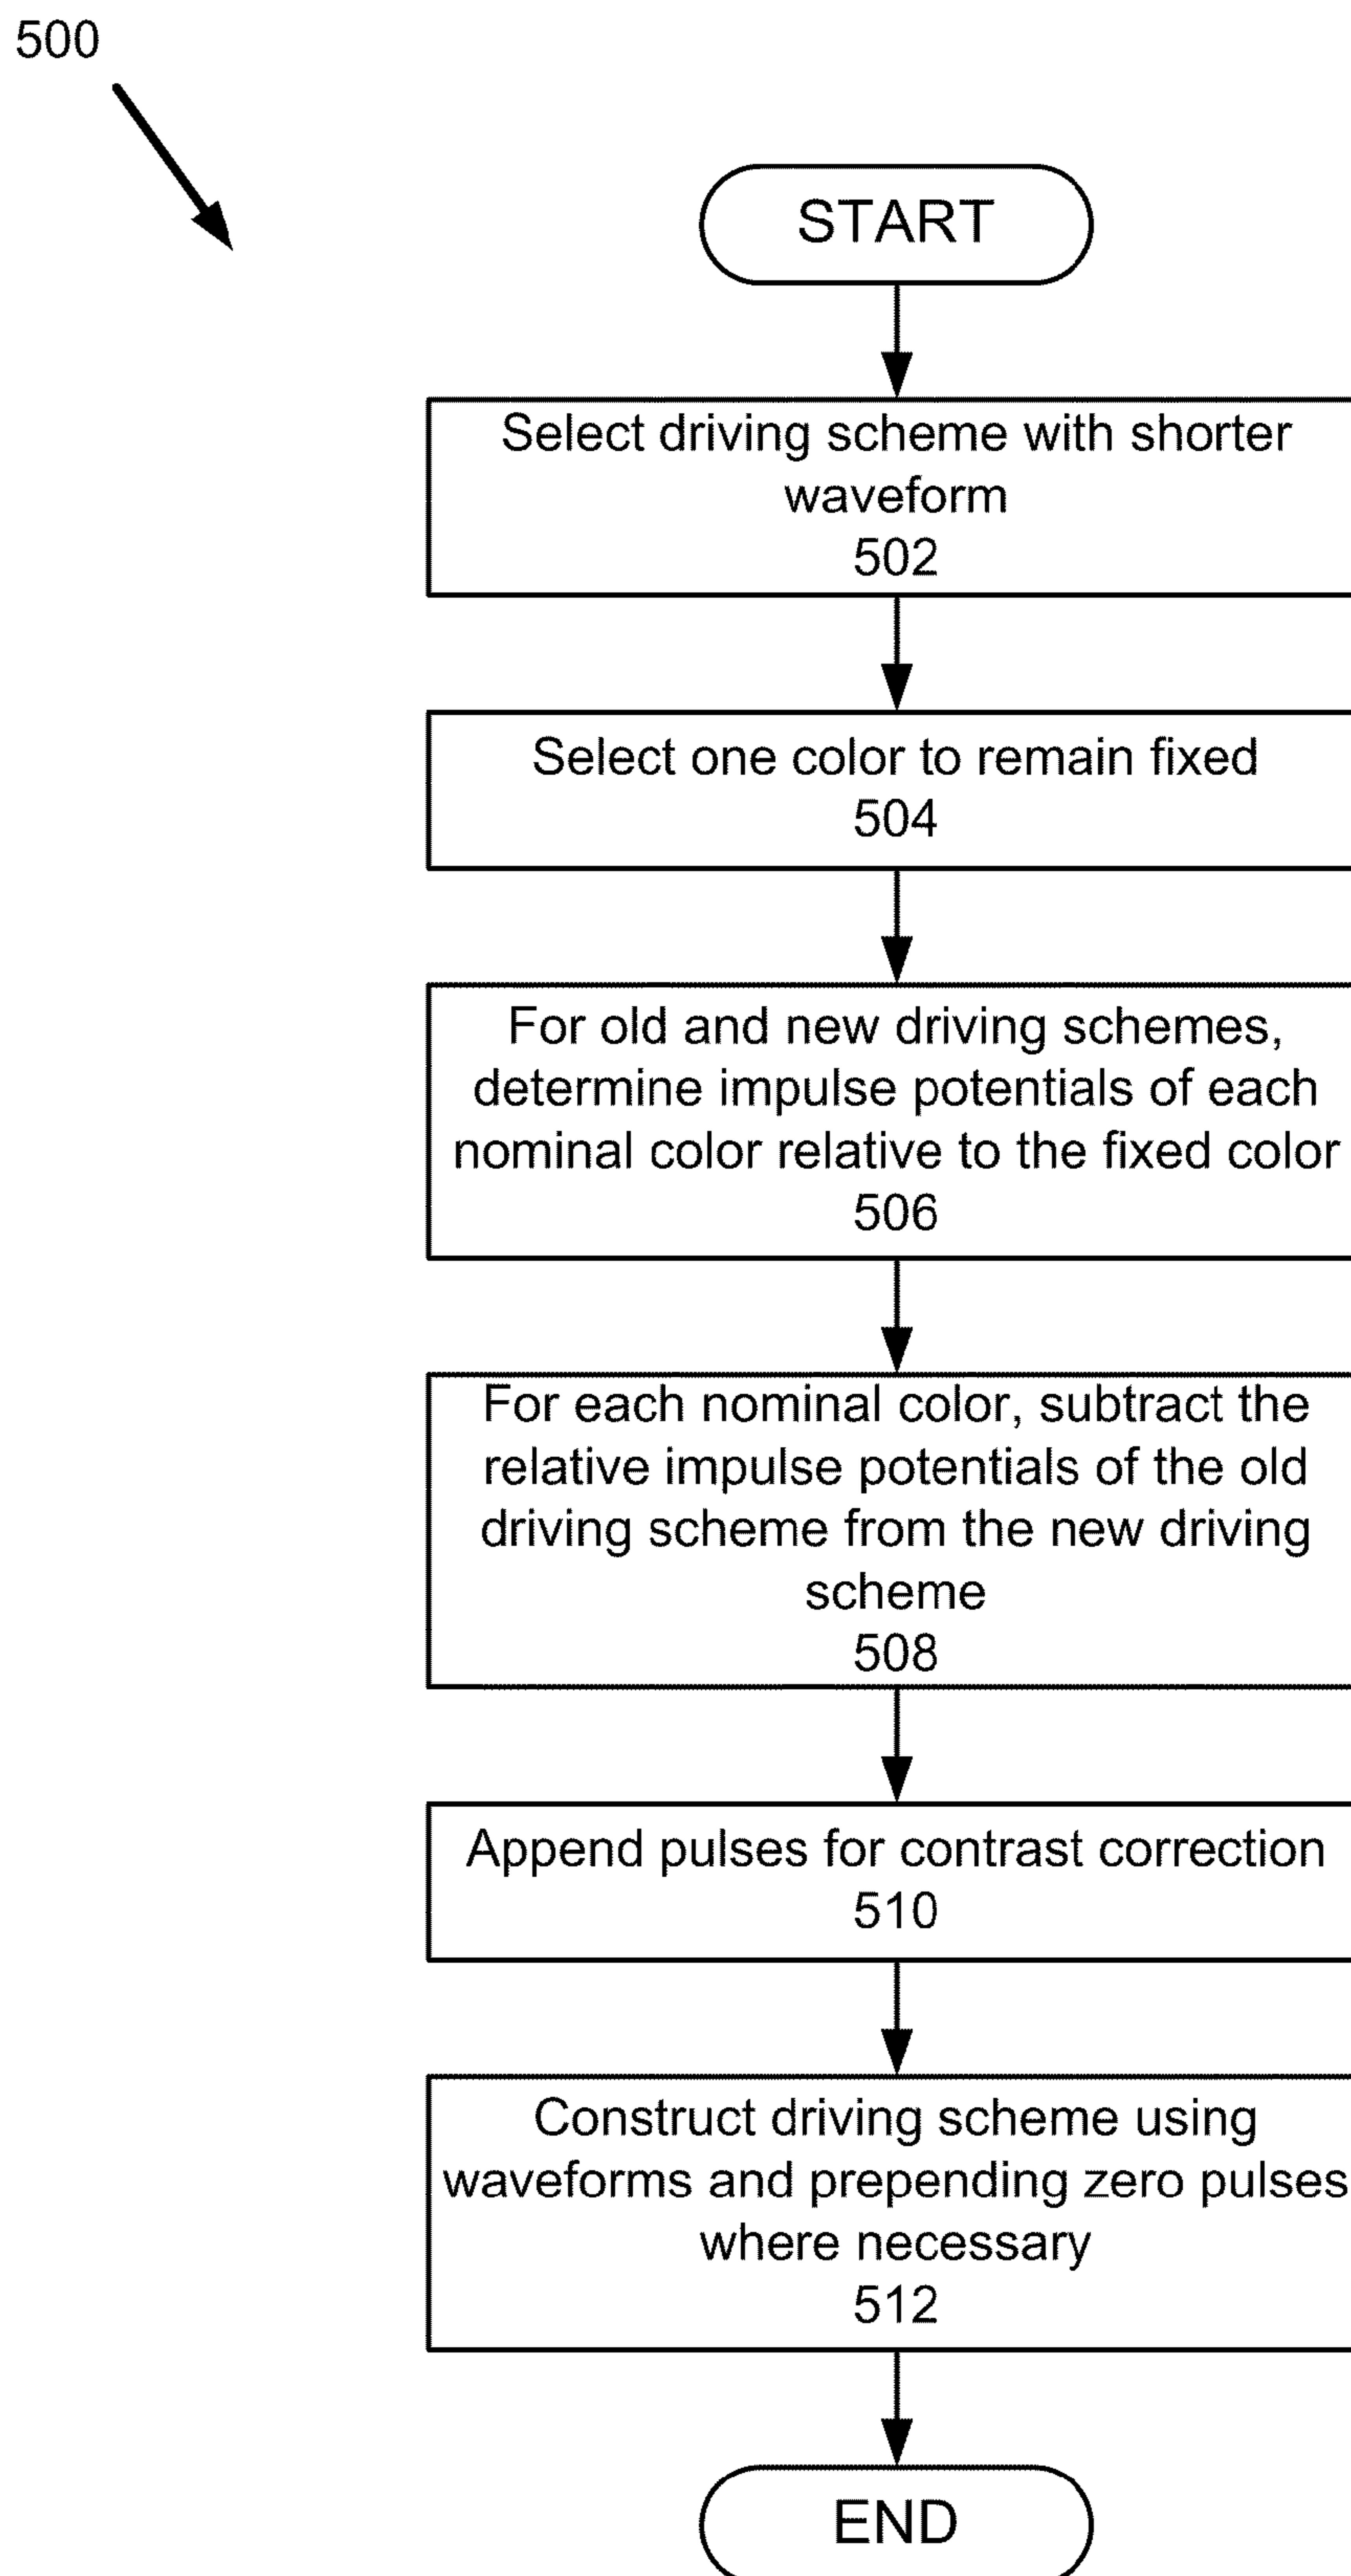 500
START
Select driving scheme with shorter
waveform
502
Select one color to remain fixed
504
For old and new driving schemes,
determine impulse potentials of each
nominal color relative to the fixed color
506
For each nominal color, subtract the
relative impulse potentials of the old
driving scheme from the new driving
scheme
508
Append pulses for contrast correction
510
Construct driving scheme using
waveforms and prepending zero pulses
where necessary
512
END